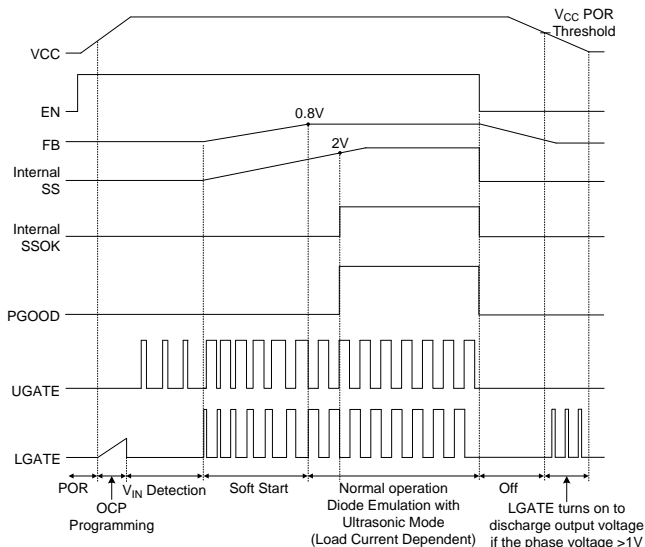 VCC POR
Threshold
VCC
EN
0.8V
FB
2V
Internal
SS
Internal
SSOK
PGOOD
UGATE
LGATE
POR
OCP
Programming
VIN Detection
Soft Start
Normal operation
Diode Emulation with
Ultrasonic Mode
(Load Current Dependent)
Off
LGATE turns on to
discharge output voltage
if the phase voltage >1V